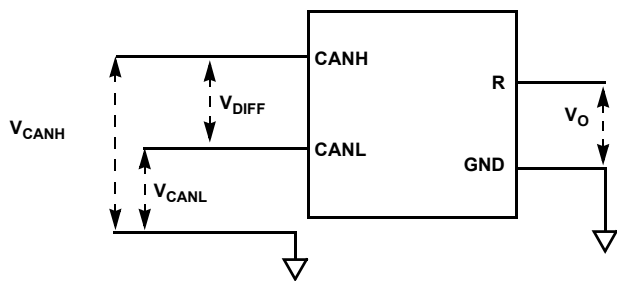 CANH
R
V_DIFF
V_O
V_CANH
CANL
GND
V_CANL